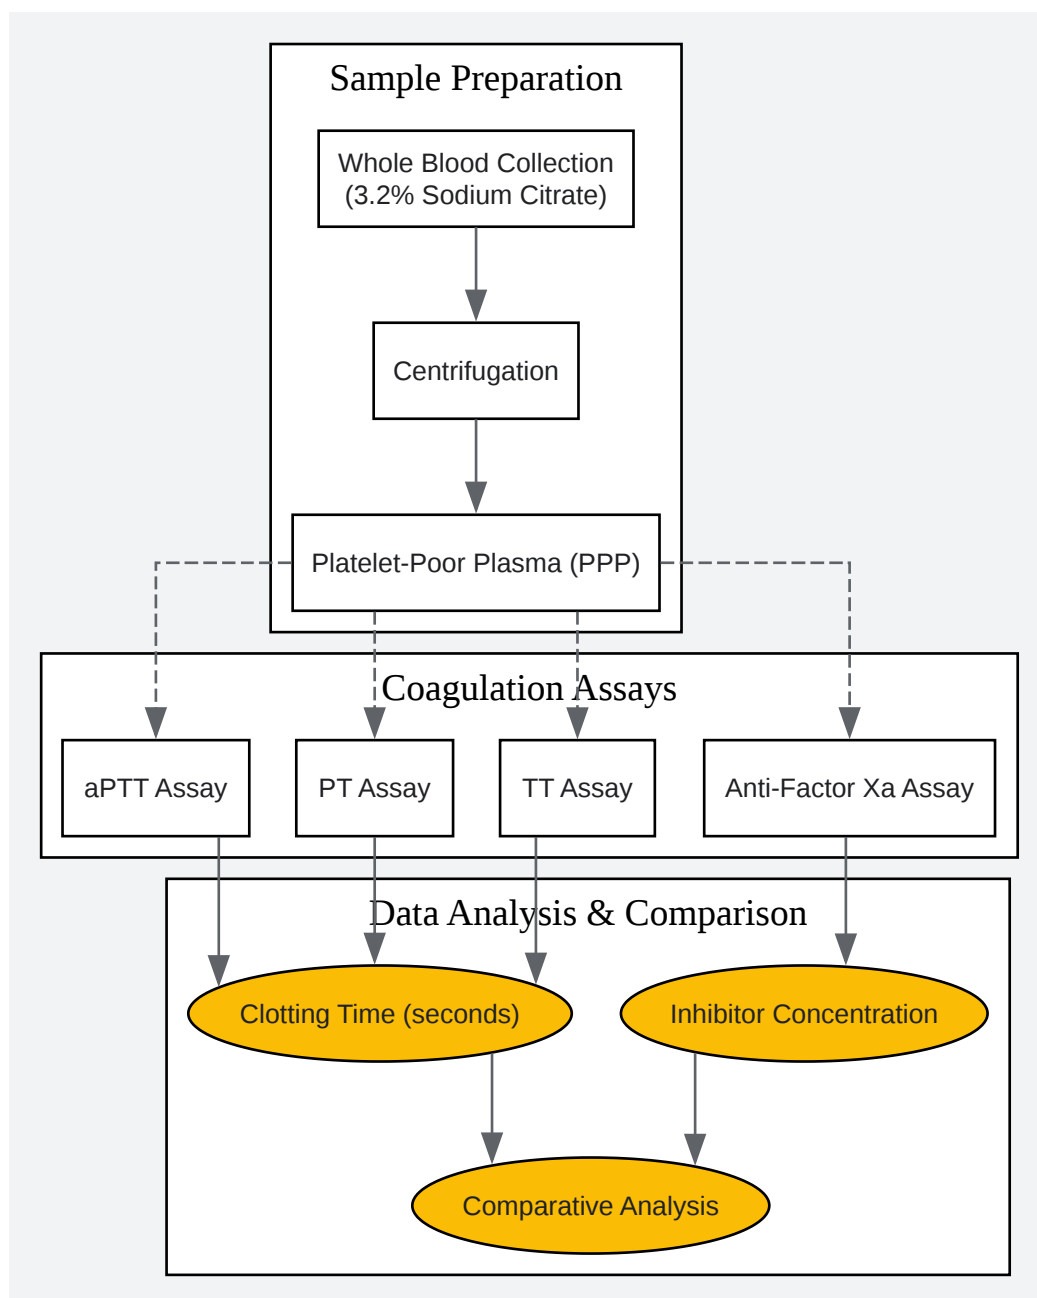 Sample Preparation
Whole Blood Collection
(3.2% Sodium Citrate)
Centrifugation
Platelet-Poor Plasma (PPP)
Coagulation Assays
aPTT Assay
PT Assay
TT Assay
Anti-Factor Xa Assay
Data Analysis & Comparison
Clotting Time (seconds)
Inhibitor Concentration
Comparative Analysis